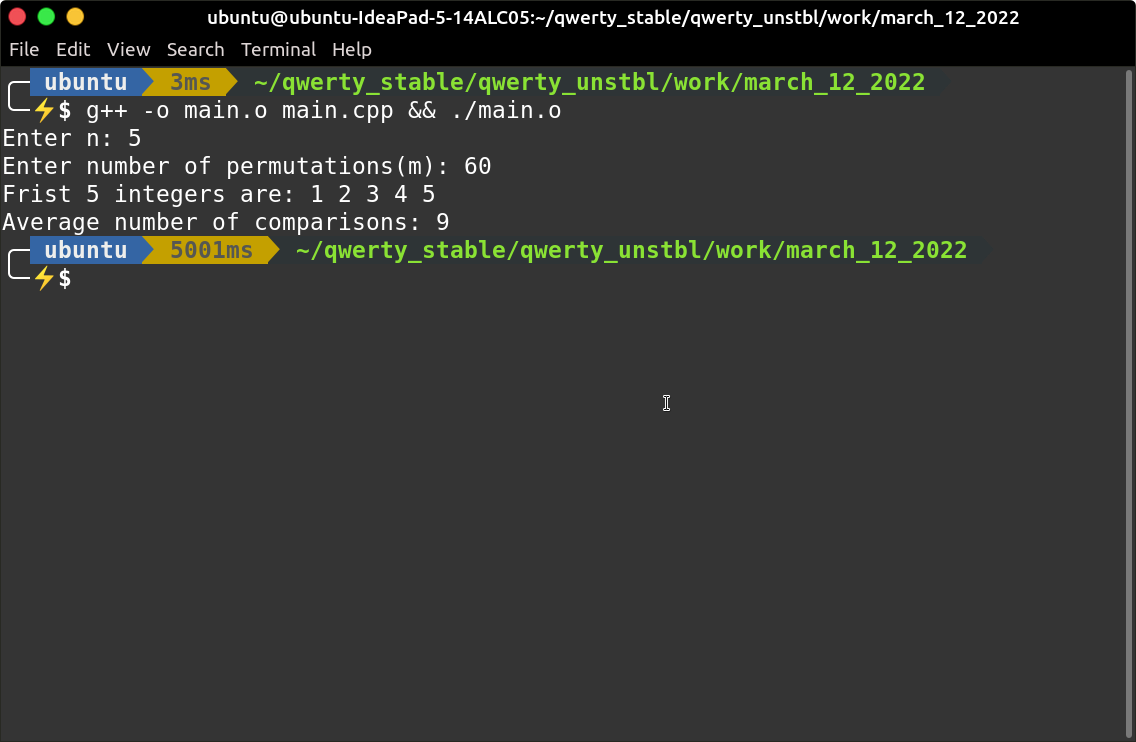 ubuntu@ubuntu-IdeaPad-5-14ALC05:~/qwerty_stable/qwerty_unstbl/work/march_12_2022
File Edit View Search Terminal Help
ubuntu 3ms ~/qwerty_stable/qwerty_unstbl/work/march_12_2022
⚡$ g++ -o main.o main.cpp && ./main.o
Enter n: 5
Enter number of permutations(m): 60
Frist 5 integers are: 1 2 3 4 5
Average number of comparisons: 9
ubuntu 5001ms ~/qwerty_stable/qwerty_unstbl/work/march_12_2022
⚡$